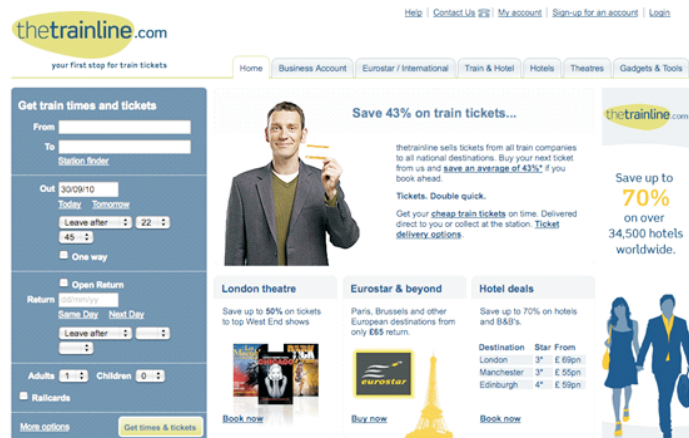 Help | Contact Us | My account | Sign-up for an account | Login
thetrainline.com
your first stop for train tickets
Home
Business Account
Eurostar / International
Train & Hotel
Hotels
Theatres
Gadgets & Tools
Get train times and tickets
From
To
Station finder
Out 30/09/10
Today Tomorrow
Leave after 22
45
One way
Open Return
Return dd/mm/yy
Same Day Next Day
Leave after
Adults 1 Children 0
Railcards
More options Get times & tickets
Save 43% on train tickets...
thetrainline sells tickets from all train companies
to all national destinations. Buy your next ticket
from us and save an average of 43%* if you
book ahead.
Tickets. Double quick.
Get your cheap train tickets on time. Delivered
direct to you or collect at the station. Ticket
delivery options.
London theatre
Save up to 50% on tickets
to top West End shows
CHICAGO
Book now
Eurostar & beyond
Paris, Brussels and other
European destinations from
only £65 return.
eurostar
Buy now
Hotel deals
Save up to 70% on hotels
and B&B's.
Destination Star From
London 3* £ 69pn
Manchester 3* £ 55pn
Edinburgh 4* £ 59pn
Book now
thetrainline.com
Save up to
70%
on over
34,500 hotels
worldwide.